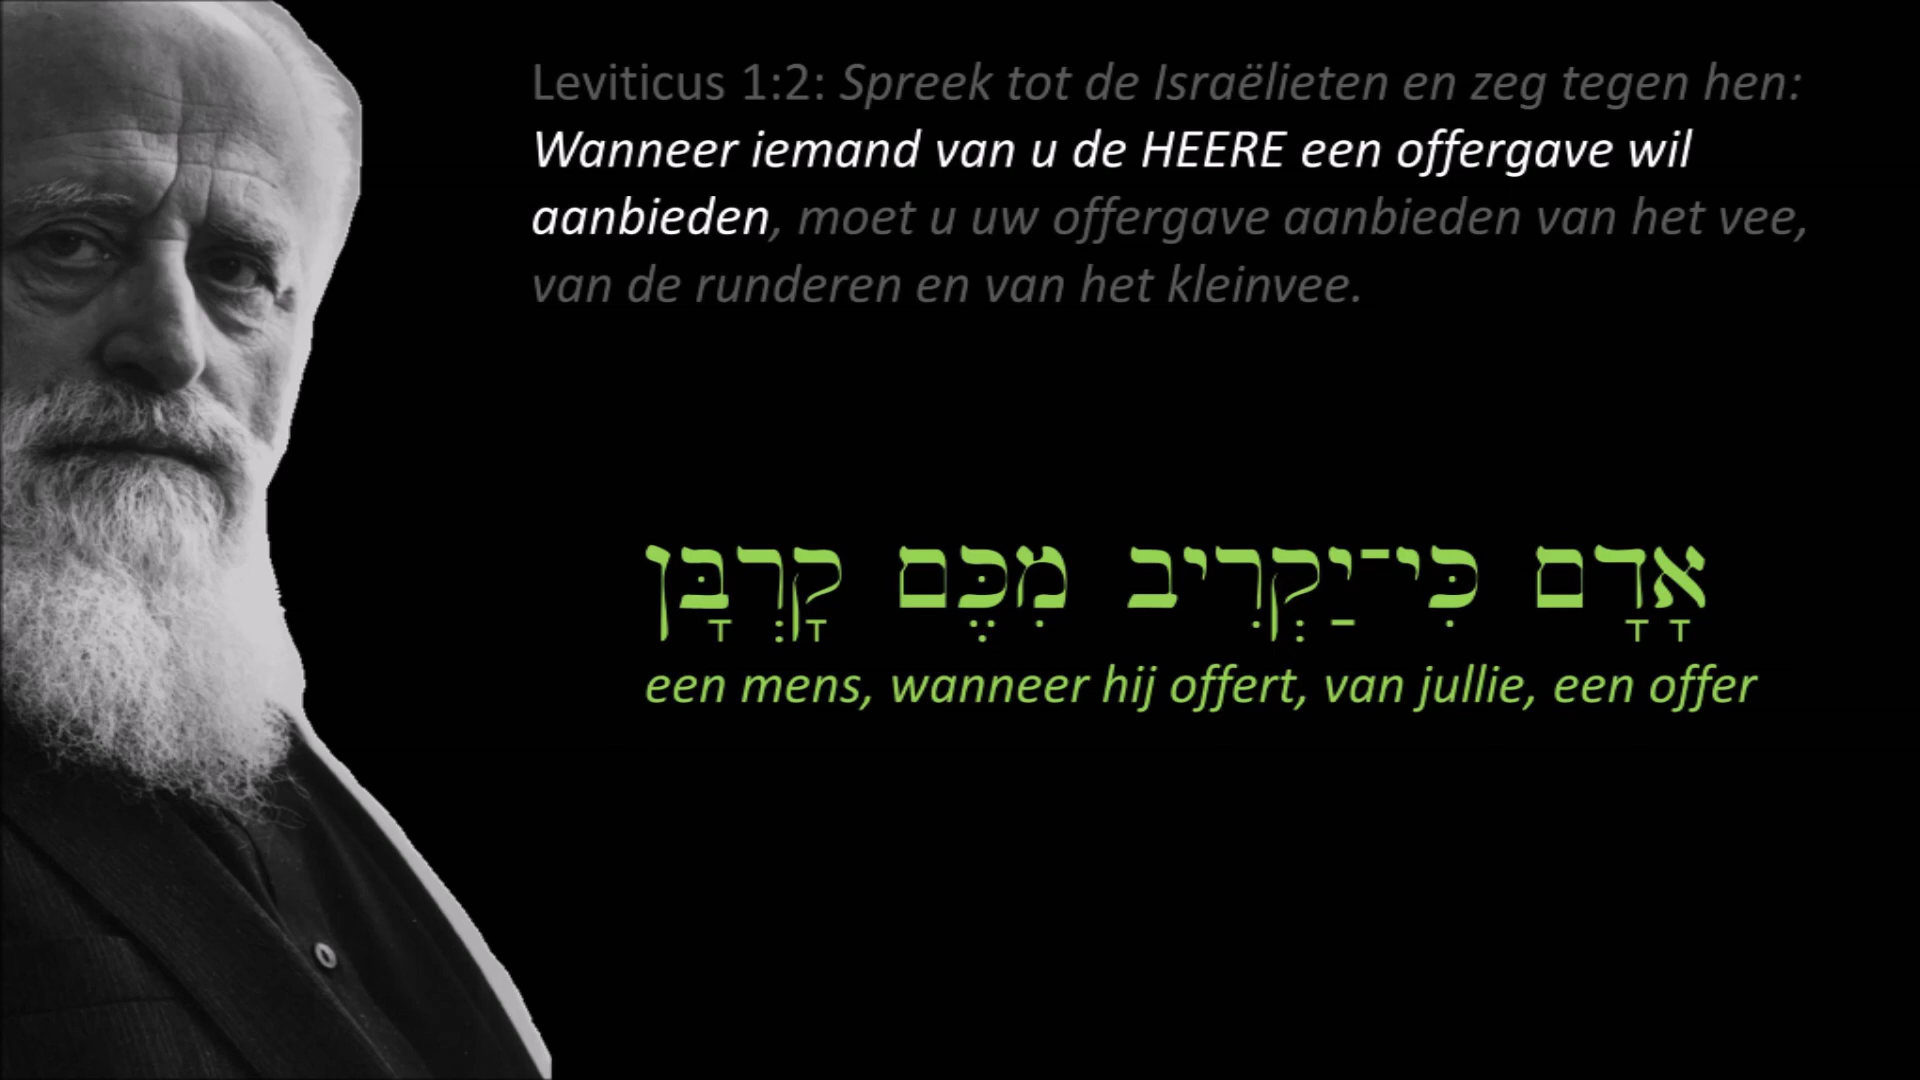 Leviticus 1:2: Spreek tot de Israëlieten en zeg tegen hen:
Wanneer iemand van u de HEERE een offergave wil
aanbieden, moet u uw offergave aanbieden van het vee,
van de runderen en van het kleinvee.
אָדָם כִּי־יַקְרִיב מִכֶּם קָרְבָּן
een mens, wanneer hij offert, van jullie, een offer